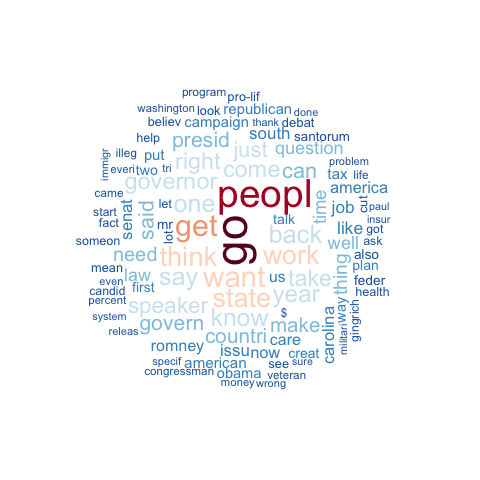 program pro-lif
washington look republican done
believ campaign thank debat
help presid south santorum
illeg put right just question
immigr everi two tri come can tax life problem
governor peopl america
came let one job out insur paul
start senat said get talk time like got
fact mr go back well ask
someon lot think work also
need want us thing plan
mean law say take feder
even first state year health
candid speaker know $ way
percent govern make carolina
system countri care militari gingrich
releas romney issu now creat
specif american see sure
congressman obama veteran
money wrong